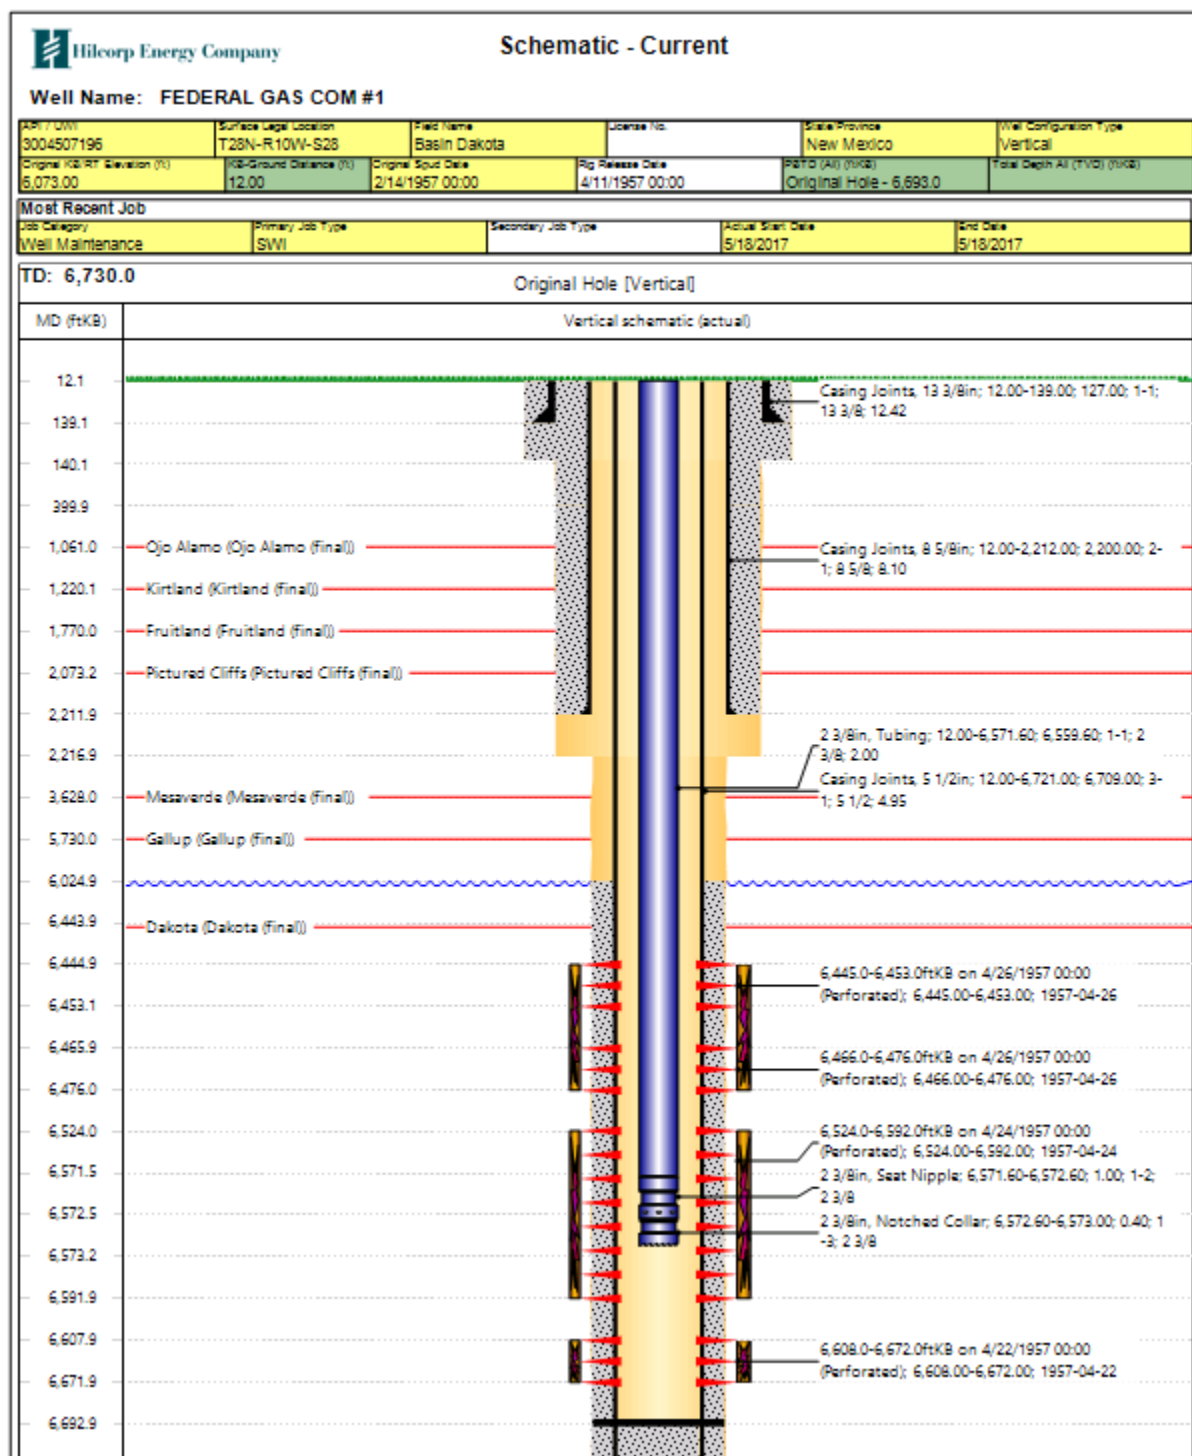 Hilcorp Energy Company
Schematic - Current
Well Name: FEDERAL GAS COM #1
API / UWI Surface Legal Location Field Name License No. State/Province Well Configuration Type
3004507196 T28N-R10W-S28 Basin Dakota New Mexico Vertical
Original KB/RT Elevation (ft) KB-Ground Distance (ft) Original Spud Date Rig Release Date PBTD (All) (ftKB) Total Depth All (TVD) (ftKB)
6,073.00 12.00 2/14/1957 00:00 4/11/1957 00:00 Original Hole - 6,693.0
Most Recent Job
Job Category Primary Job Type Secondary Job Type Actual Start Date End Date
Well Maintenance SWI 5/18/2017 5/18/2017
TD: 6,730.0
Original Hole [Vertical]
MD (ftKB) Vertical schematic (actual)
12.1
Casing Joints, 13 3/8in; 12.00-139.00; 127.00; 1-1;
13 3/8; 12.42
139.1
140.1
399.9
1,061.0 Ojo Alamo (Ojo Alamo (final))
Casing Joints, 8 5/8in; 12.00-2,212.00; 2,200.00; 2-
1; 8 5/8; 8.10
1,220.1 Kirtland (Kirtland (final))
1,770.0 Fruitland (Fruitland (final))
2,073.2 Pictured Cliffs (Pictured Cliffs (final))
2,211.9
2 3/8in, Tubing; 12.00-6,571.60; 6,559.60; 1-1; 2
3/8; 2.00
2,216.9
Casing Joints, 5 1/2in; 12.00-6,721.00; 6,709.00; 3-
1; 5 1/2; 4.95
3,628.0 Mesaverde (Mesaverde (final))
5,730.0 Gallup (Gallup (final))
6,024.9
6,443.9 Dakota (Dakota (final))
6,444.9
6,445.0-6,453.0ftKB on 4/26/1957 00:00
(Perforated); 6,445.00-6,453.00; 1957-04-26
6,453.1
6,465.9
6,466.0-6,476.0ftKB on 4/26/1957 00:00
(Perforated); 6,466.00-6,476.00; 1957-04-26
6,476.0
6,524.0
6,524.0-6,592.0ftKB on 4/24/1957 00:00
(Perforated); 6,524.00-6,592.00; 1957-04-24
6,571.5
2 3/8in, Seat Nipple; 6,571.60-6,572.60; 1.00; 1-2;
2 3/8
6,572.5
2 3/8in, Notched Collar; 6,572.60-6,573.00; 0.40; 1
-3; 2 3/8
6,573.2
6,591.9
6,607.9
6,608.0-6,672.0ftKB on 4/22/1957 00:00
(Perforated); 6,608.00-6,672.00; 1957-04-22
6,671.9
6,692.9